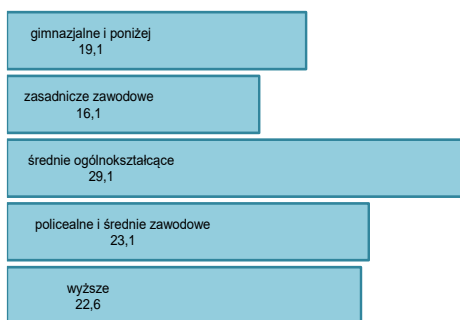 gimnazjalne i poniżej
19,1
zasadnicze zawodowe
16,1
średnie ogólnokształcące
29,1
policealne i średnie zawodowe
23,1
wyższe
22,6